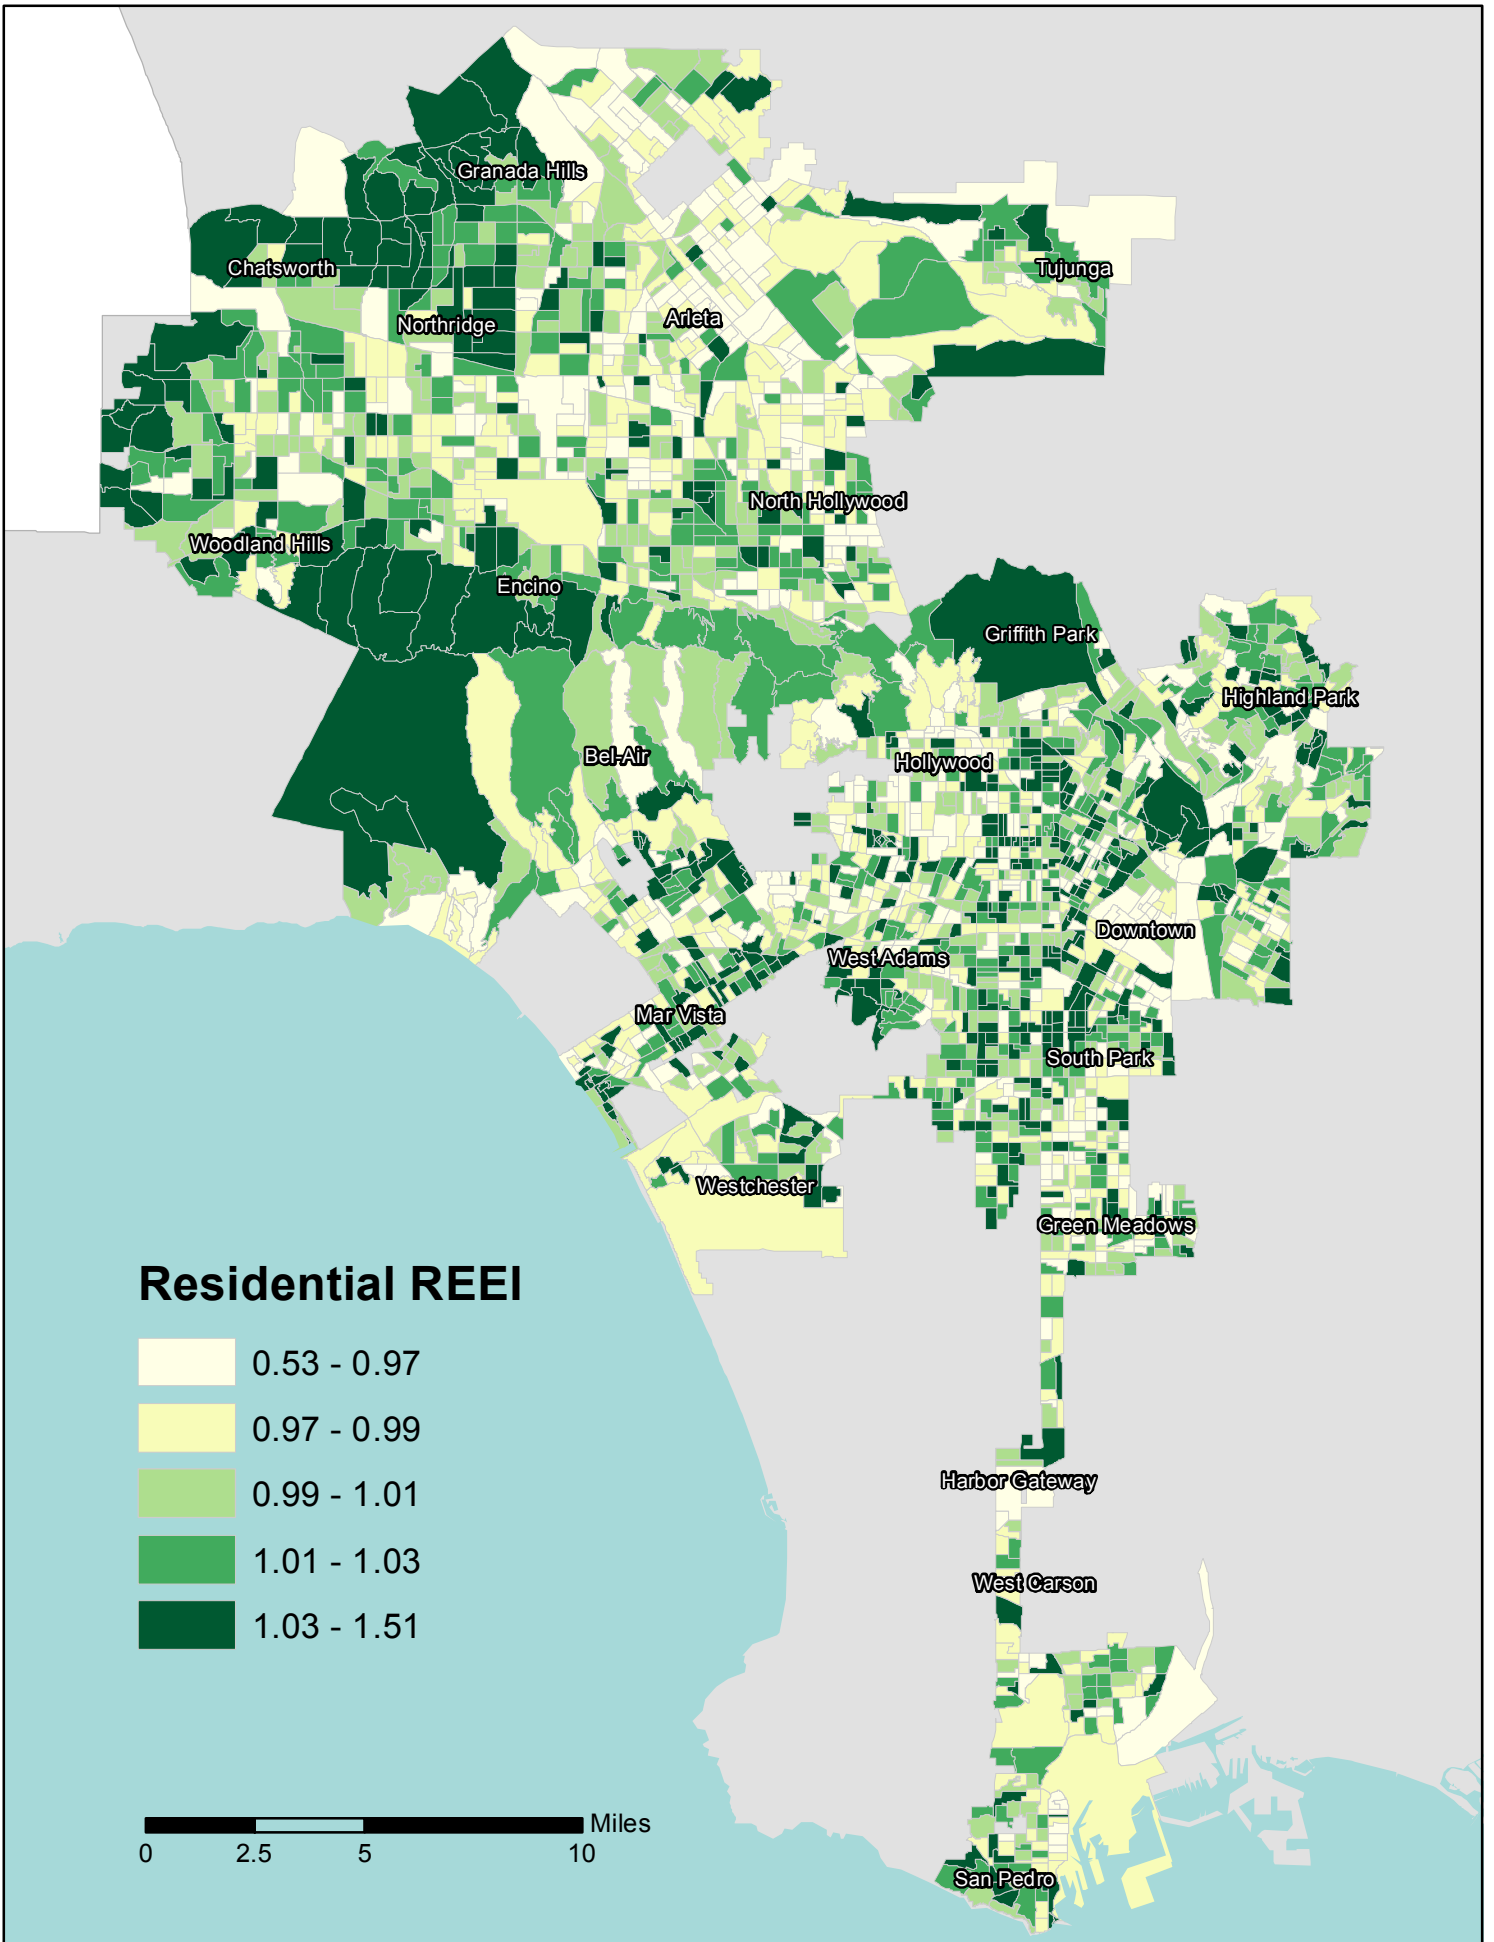 Granada Hills
Chatsworth
Tujunga
Northridge
Arleta
North Hollywood
Woodland Hills
Encino
Griffith Park
Highland Park
Bel-Air
Hollywood
Downtown
West Adams
Mar Vista
South Park
Westchester
Green Meadows
Residential REEI
0.53 - 0.97
0.97 - 0.99
0.99 - 1.01
1.01 - 1.03
1.03 - 1.51
Harbor Gateway
West Carson
Miles
0 2.5 5 10
San Pedro